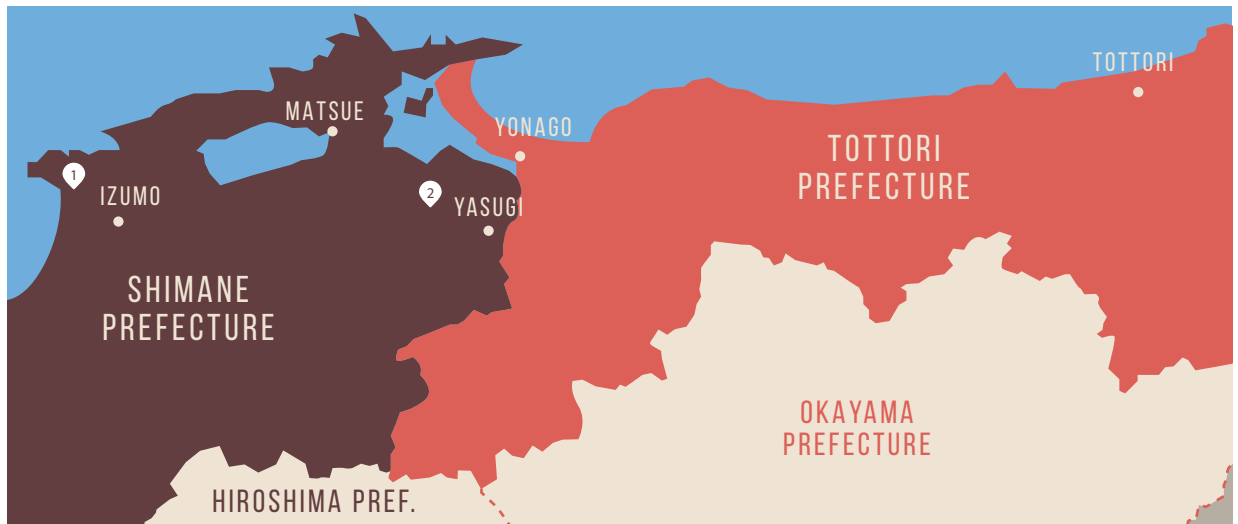 TOTTORI
MATSUE
YONAGO
TOTTORI
PREFECTURE
1
IZUMO
2
YASUGI
SHIMANE
PREFECTURE
OKAYAMA
PREFECTURE
HIROSHIMA PREF.